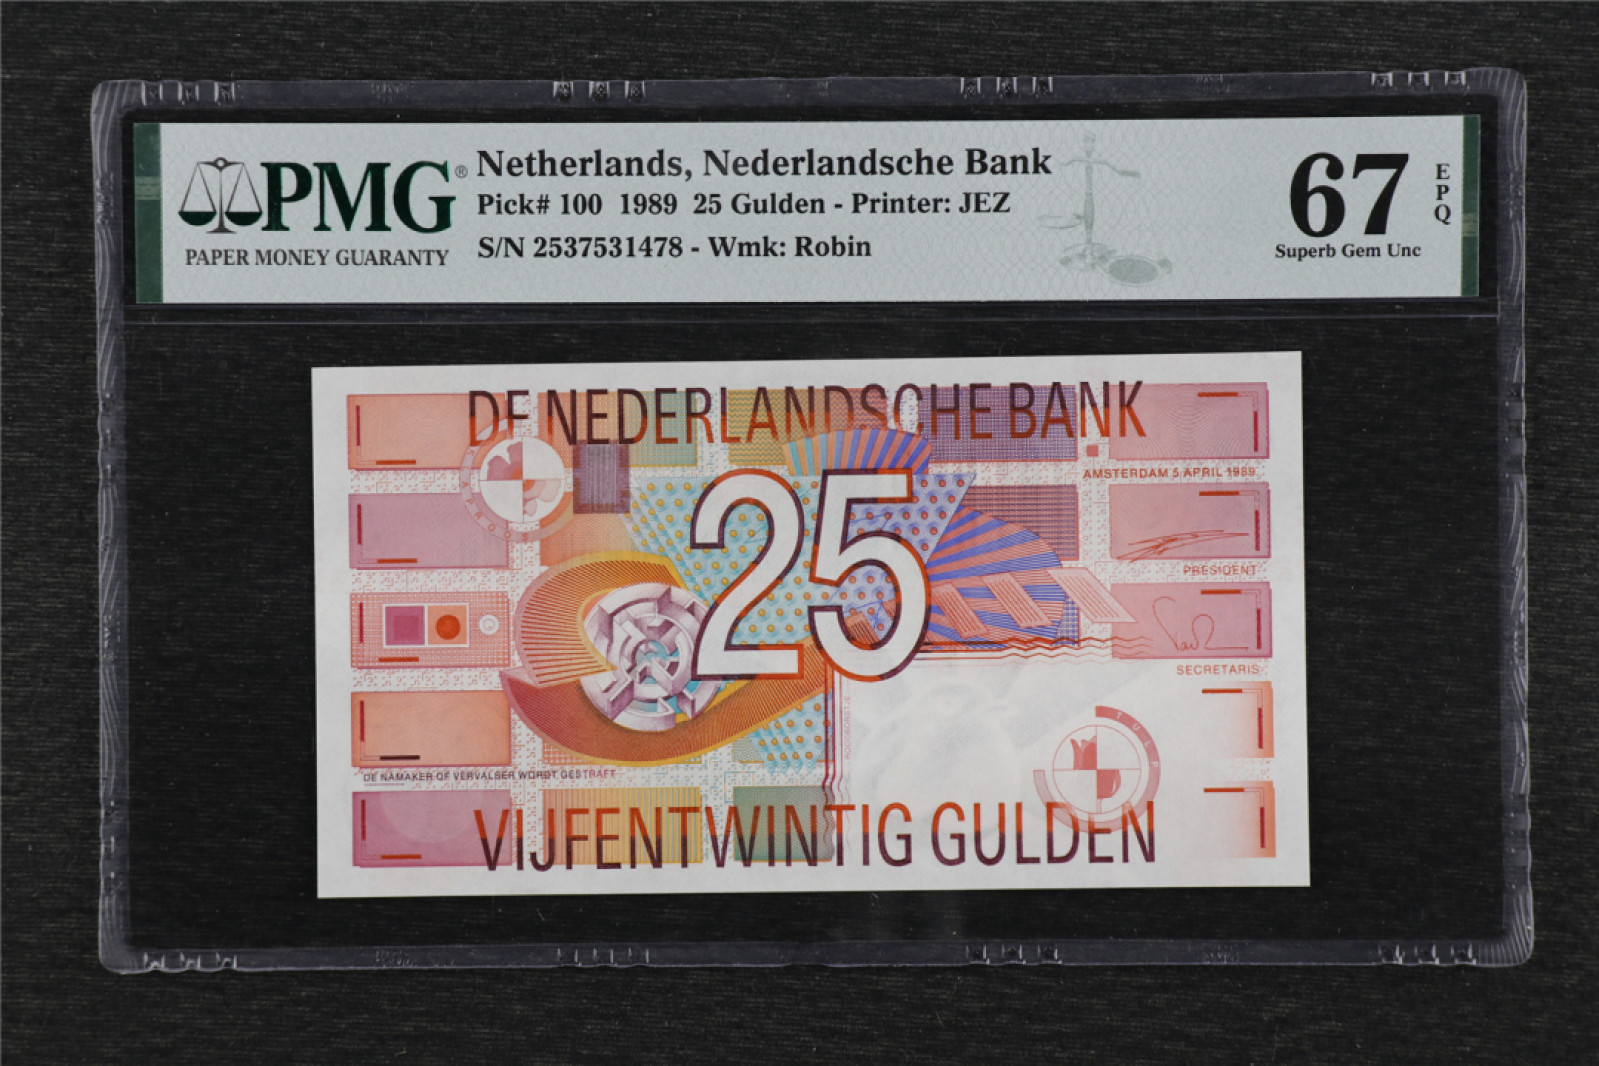 PMG®
PAPER MONEY GUARANTY
Netherlands, Nederlandsche Bank
Pick# 100 1989 25 Gulden - Printer: JEZ
S/N 2537531478 - Wmk: Robin
67
EPQ
Superb Gem Unc
DE NEDERLANDSCHE BANK
AMSTERDAM 5 APRIL 1989
25
PRESIDENT
SECRETARIS
TULP
DE NAMAKER OF VERVALSER WORDT GESTRAFT
VIJFENTWINTIG GULDEN